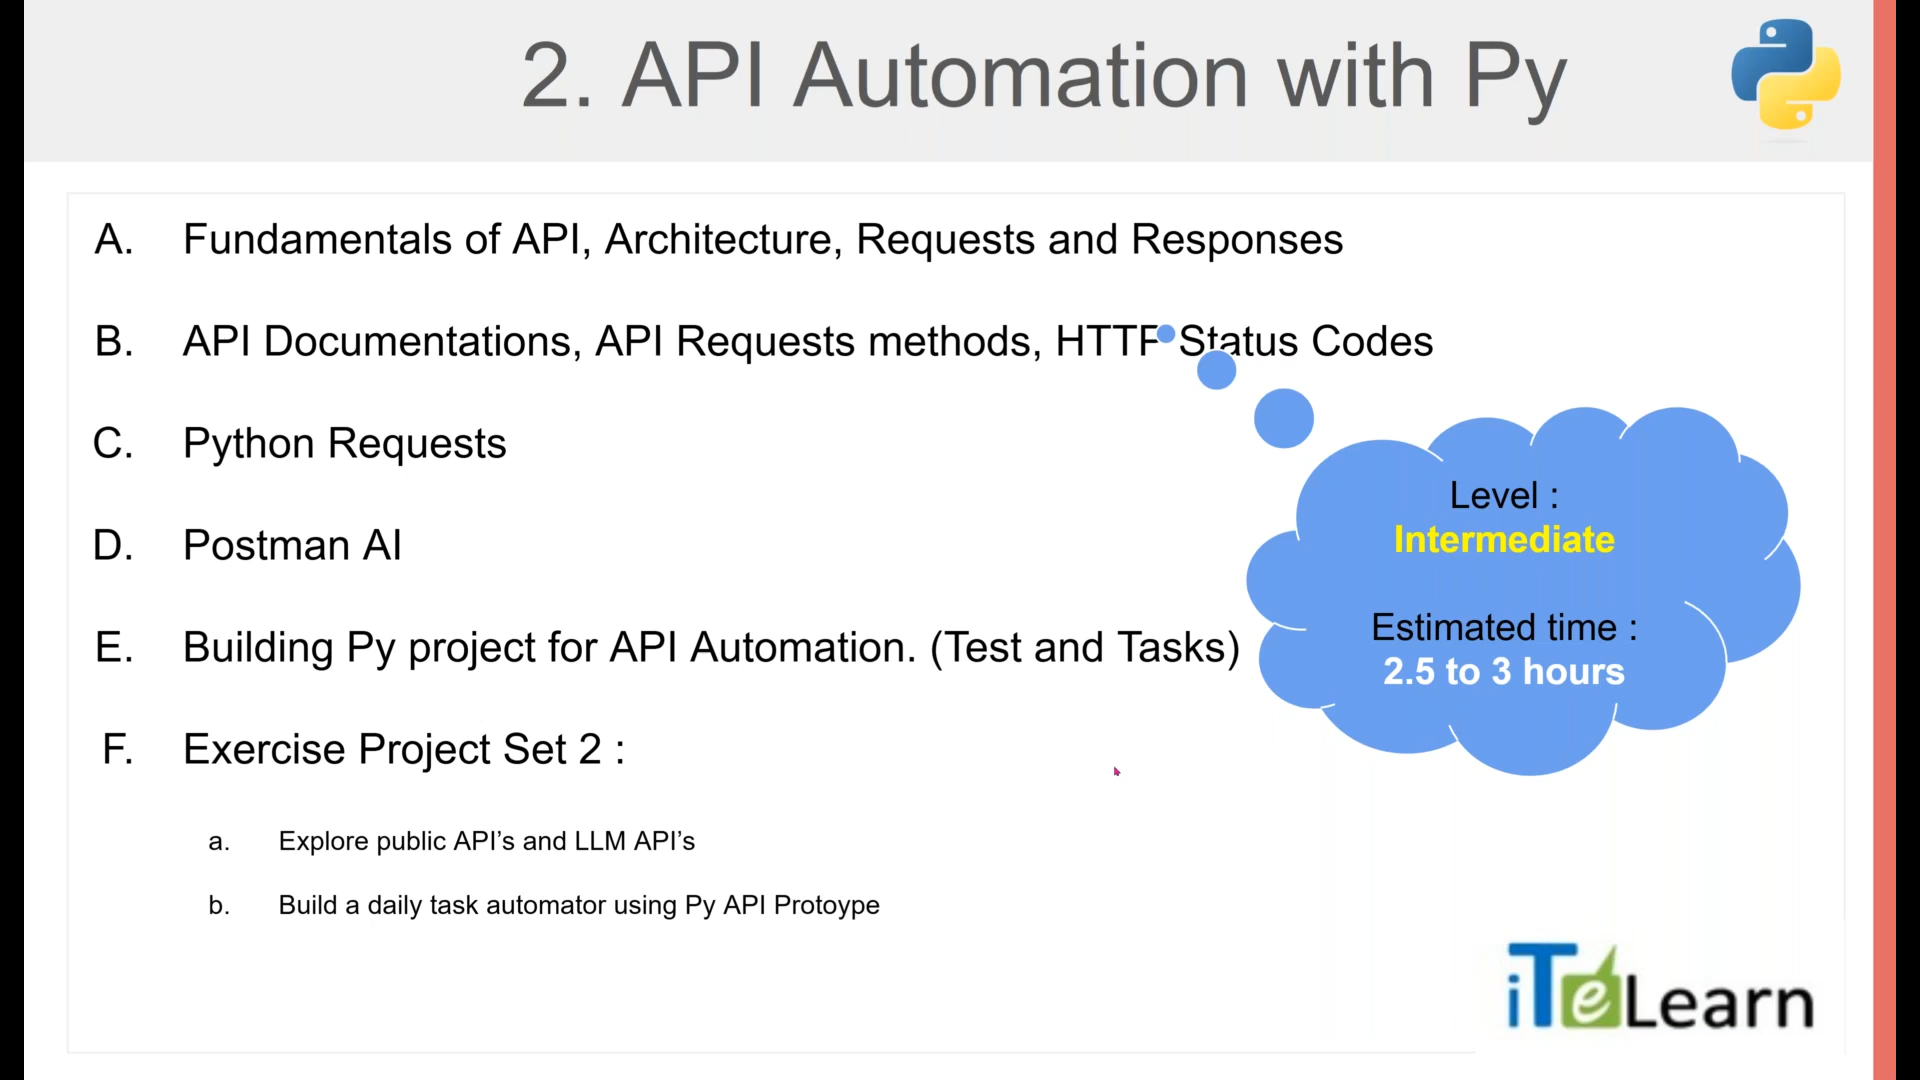 2. API Automation with Py
A. Fundamentals of API, Architecture, Requests and Responses
B. API Documentations, API Requests methods, HTTP Status Codes
C. Python Requests
D. Postman AI
E. Building Py project for API Automation. (Test and Tasks)
F. Exercise Project Set 2 :
a. Explore public API's and LLM API's
b. Build a daily task automator using Py API Protoype
Level :
Intermediate
Estimated time :
2.5 to 3 hours
iTeLearn